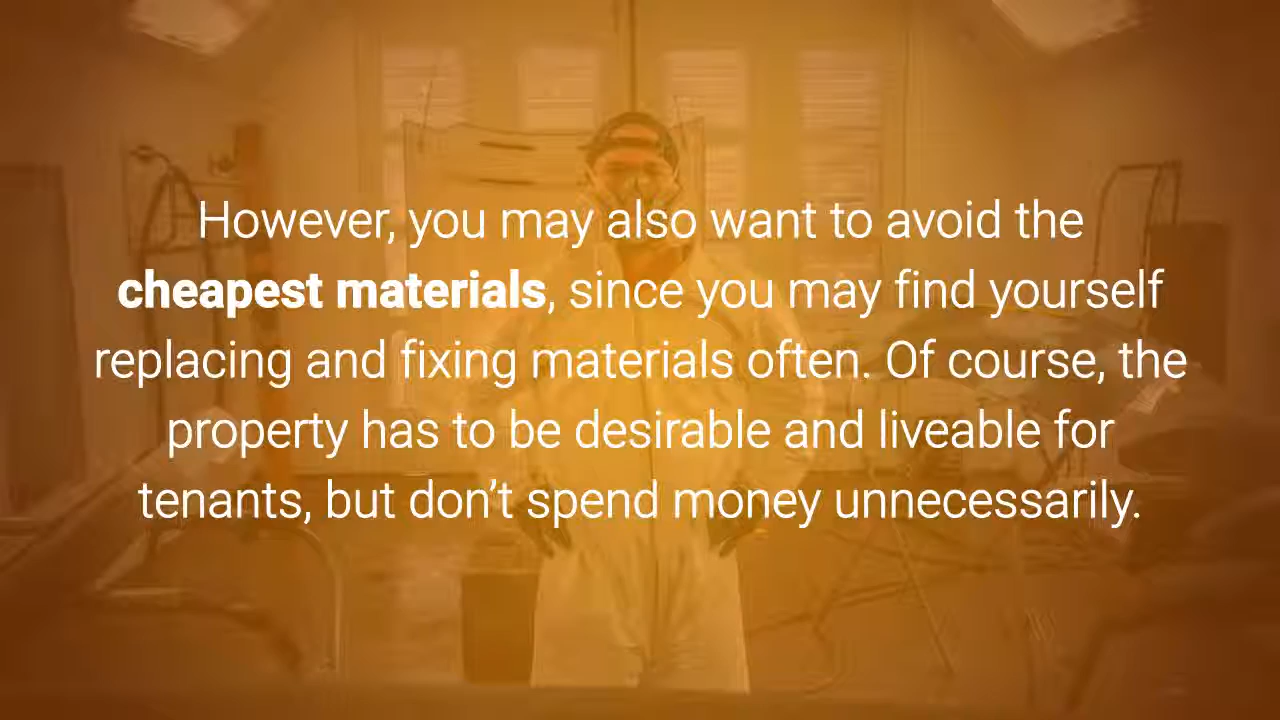 However, you may also want to avoid the
cheapest materials, since you may find yourself
replacing and fixing materials often. Of course, the
property has to be desirable and liveable for
tenants, but don’t spend money unnecessarily.